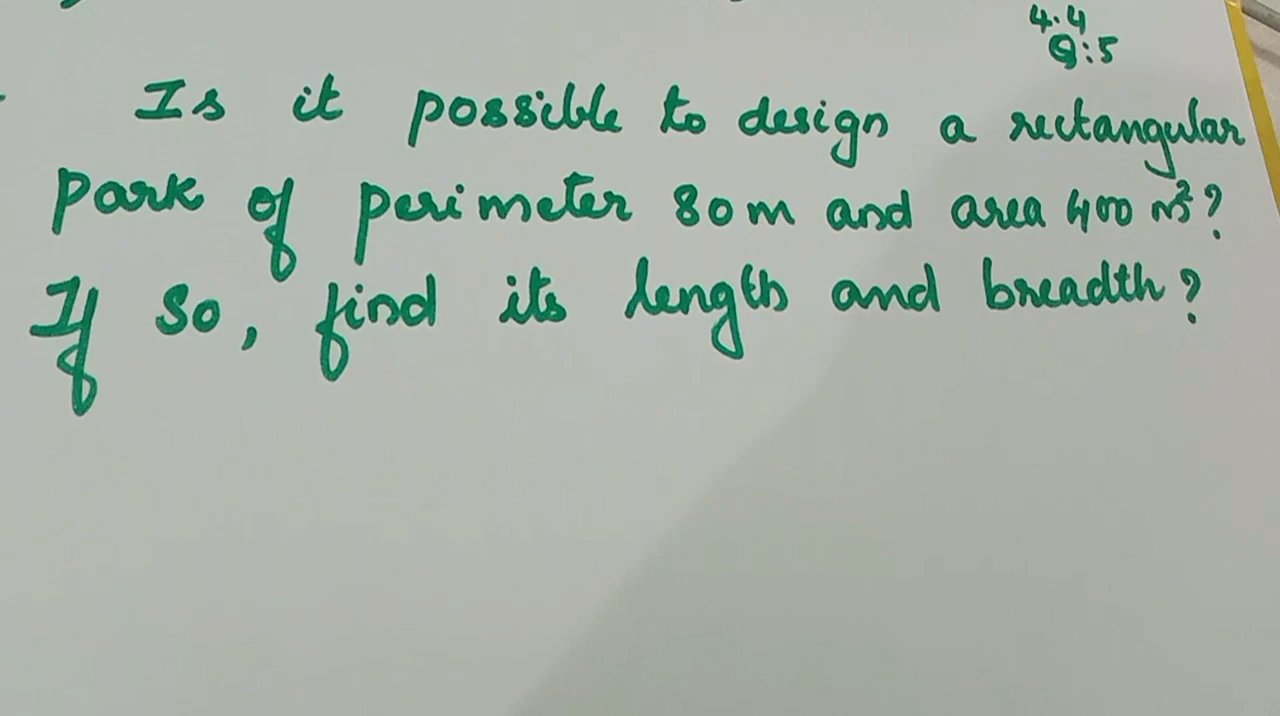 4.4
Q:5
Is it possible to design a rectangular
park of perimeter 80m and area 400 m²?
If so, find its length and breadth?